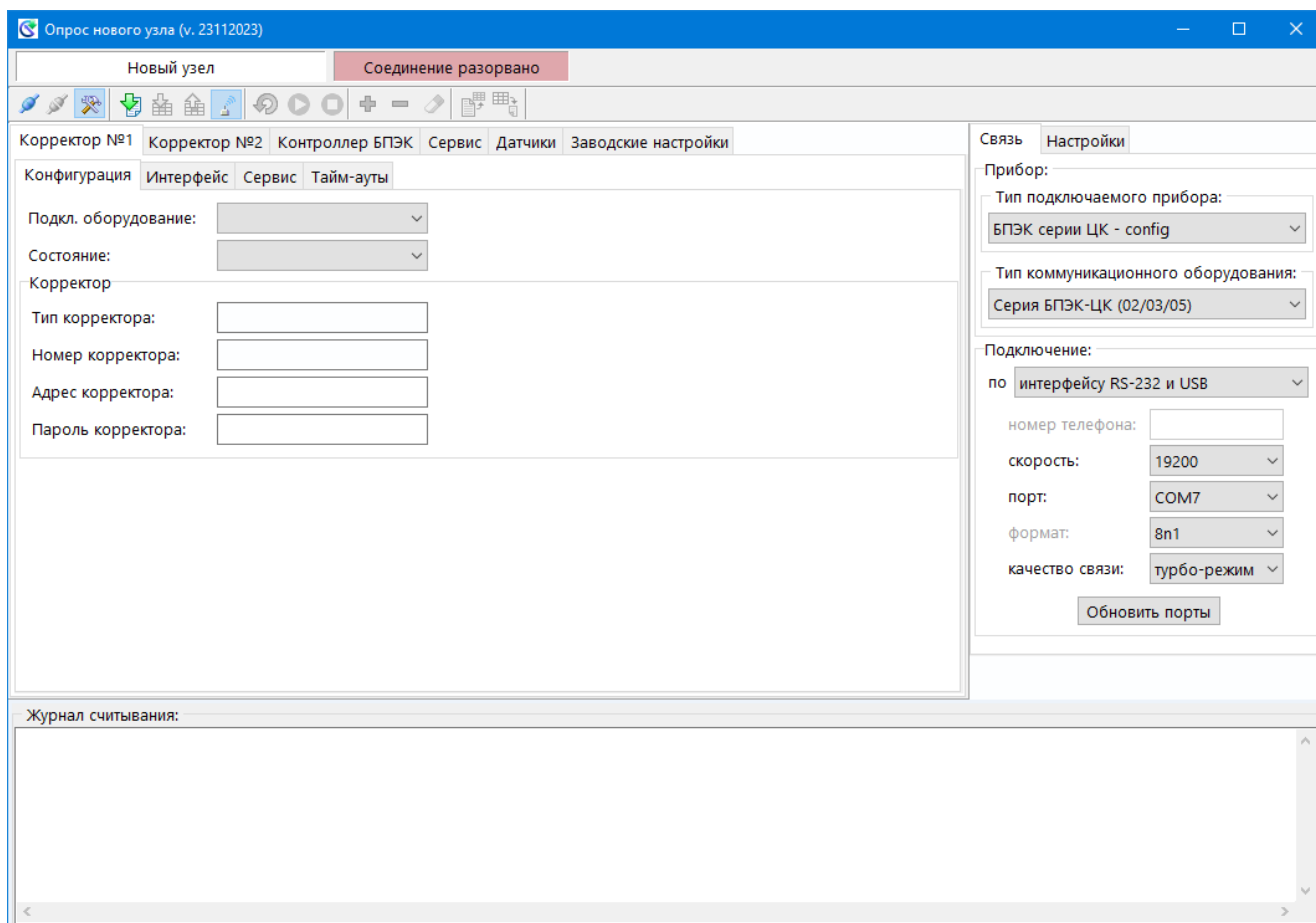 Опрос нового узла (v. 23112023)
Новый узел
Соединение разорвано
Корректор №1 Корректор №2 Контроллер БПЭК Сервис Датчики Заводские настройки
Конфигурация Интерфейс Сервис Тайм-ауты
Подкл. оборудование:
Состояние:
Корректор
Тип корректора:
Номер корректора:
Адрес корректора:
Пароль корректора:
Связь Настройки
Прибор:
Тип подключаемого прибора:
БПЭК серии ЦК - config
Тип коммуникационного оборудования:
Серия БПЭК-ЦК (02/03/05)
Подключение:
по интерфейсу RS-232 и USB
номер телефона:
скорость: 19200
порт: COM7
формат: 8n1
качество связи: турбо-режим
Обновить порты
Журнал считывания: